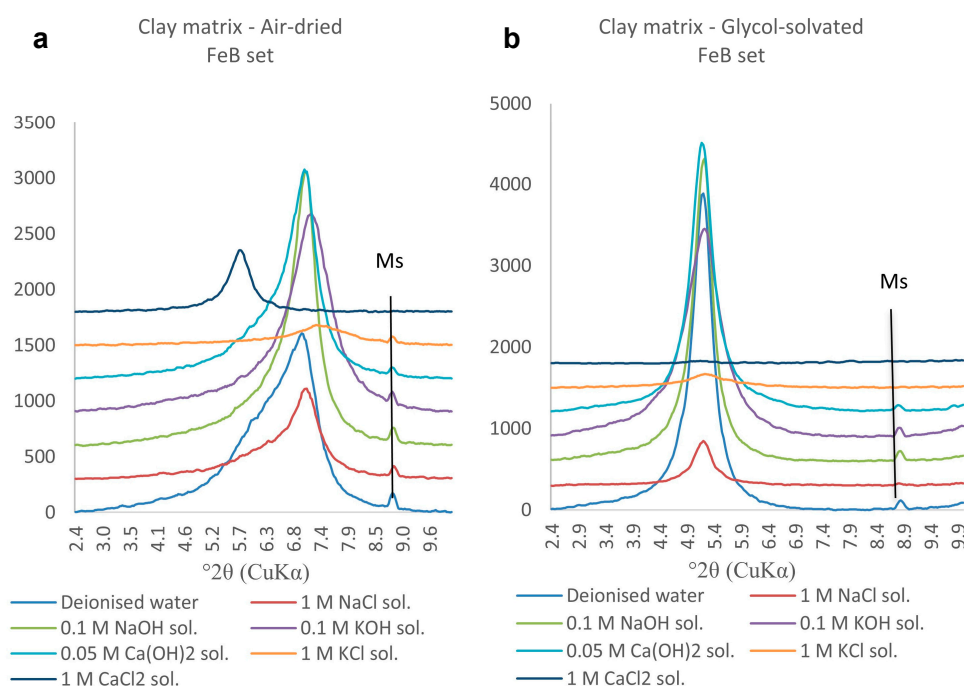 a
Clay matrix - Air-dried
FeB set
3500
3000
2500
2000
1500
1000
500
0
Ms
2.4 3.0 3.5 4.1 4.6 5.2 5.7 6.3 6.8 7.4 7.9 8.5 9.0 9.6
°2θ (CuKα)
Deionised water
1 M NaCl sol.
0.1 M NaOH sol.
0.1 M KOH sol.
0.05 M Ca(OH)2 sol.
1 M KCl sol.
1 M CaCl2 sol.
b
Clay matrix - Glycol-solvated
FeB set
5000
4000
3000
2000
1000
0
Ms
2.4 2.9 3.4 3.9 4.4 4.9 5.4 5.9 6.4 6.9 7.4 7.9 8.4 8.9 9.4 9.9
°2θ (CuKα)
Deionised water
1 M NaCl sol.
0.1 M NaOH sol.
0.1 M KOH sol.
0.05 M Ca(OH)2 sol.
1 M KCl sol.
1 M CaCl2 sol.